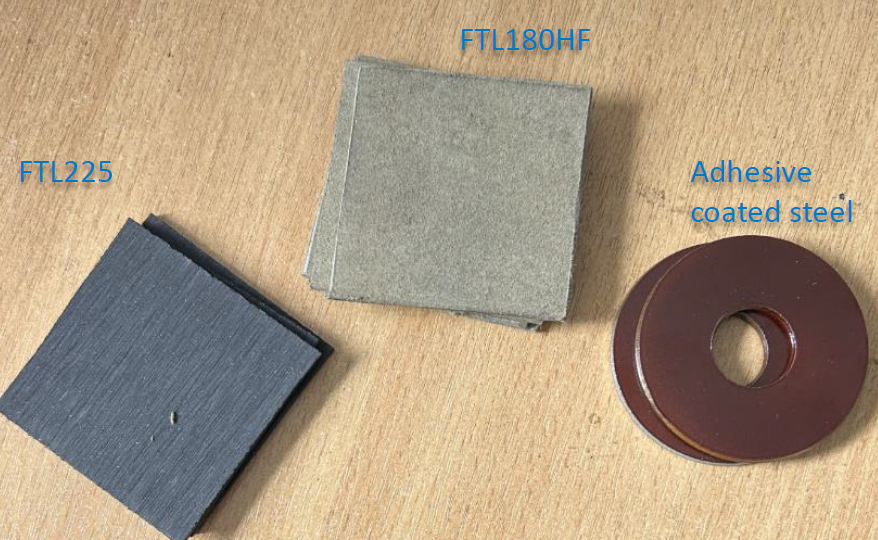 FTL180HF
FTL225
Adhesive
coated steel